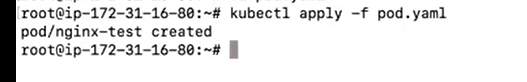 root@ip-172-31-16-80:~# kubectl apply -f pod.yaml
pod/nginx-test created
root@ip-172-31-16-80:~#